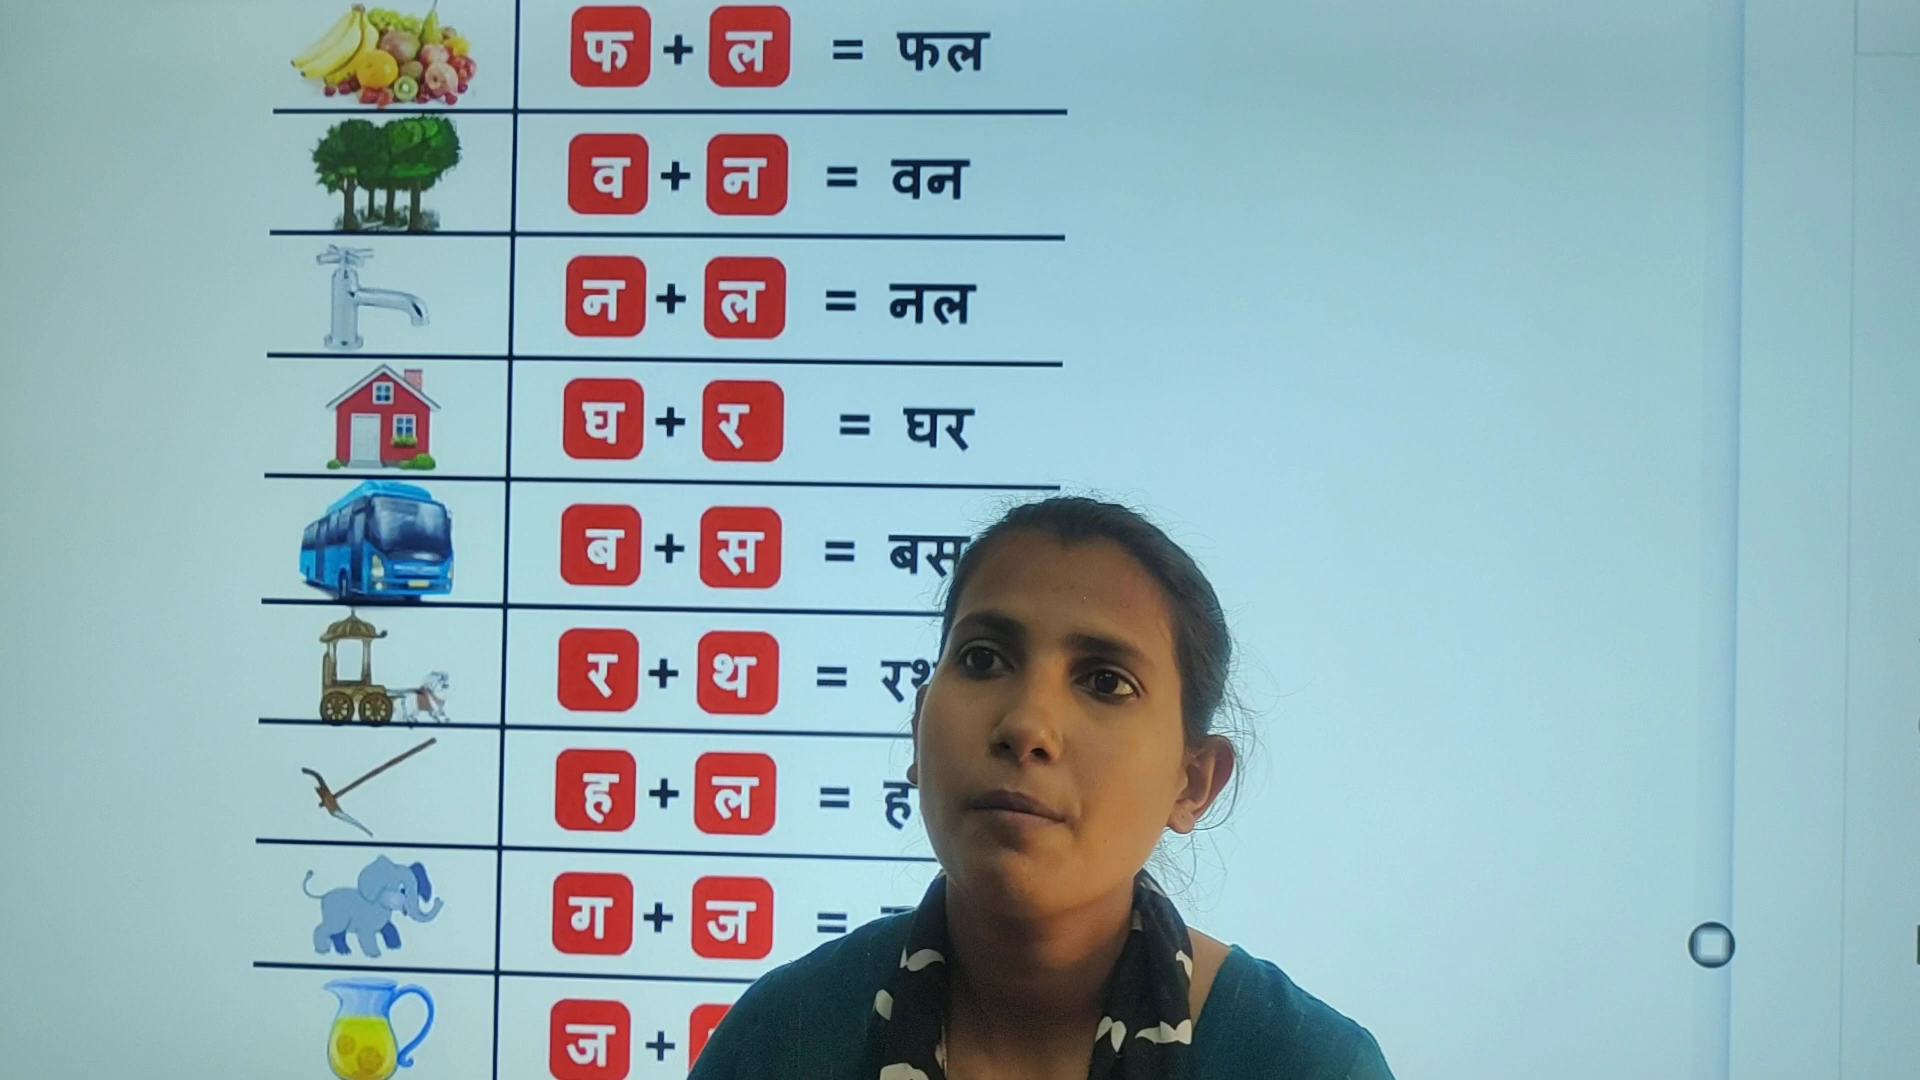 फ + ल = फल
व + न = वन
न + ल = नल
घ + र = घर
ब + स = बस
र + थ =
ह + ल =
ग + ज =
ज +